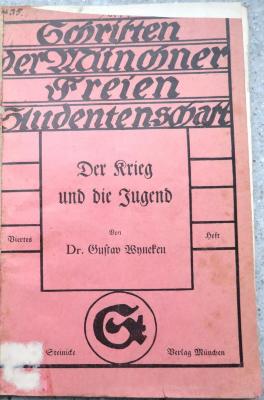 Schriften
der Münchner
Freien
Studentenschaft
Der Krieg
und die Jugend
Von
Dr. Gustav Wyneken
Viertes Heft
Steinicke Verlag München